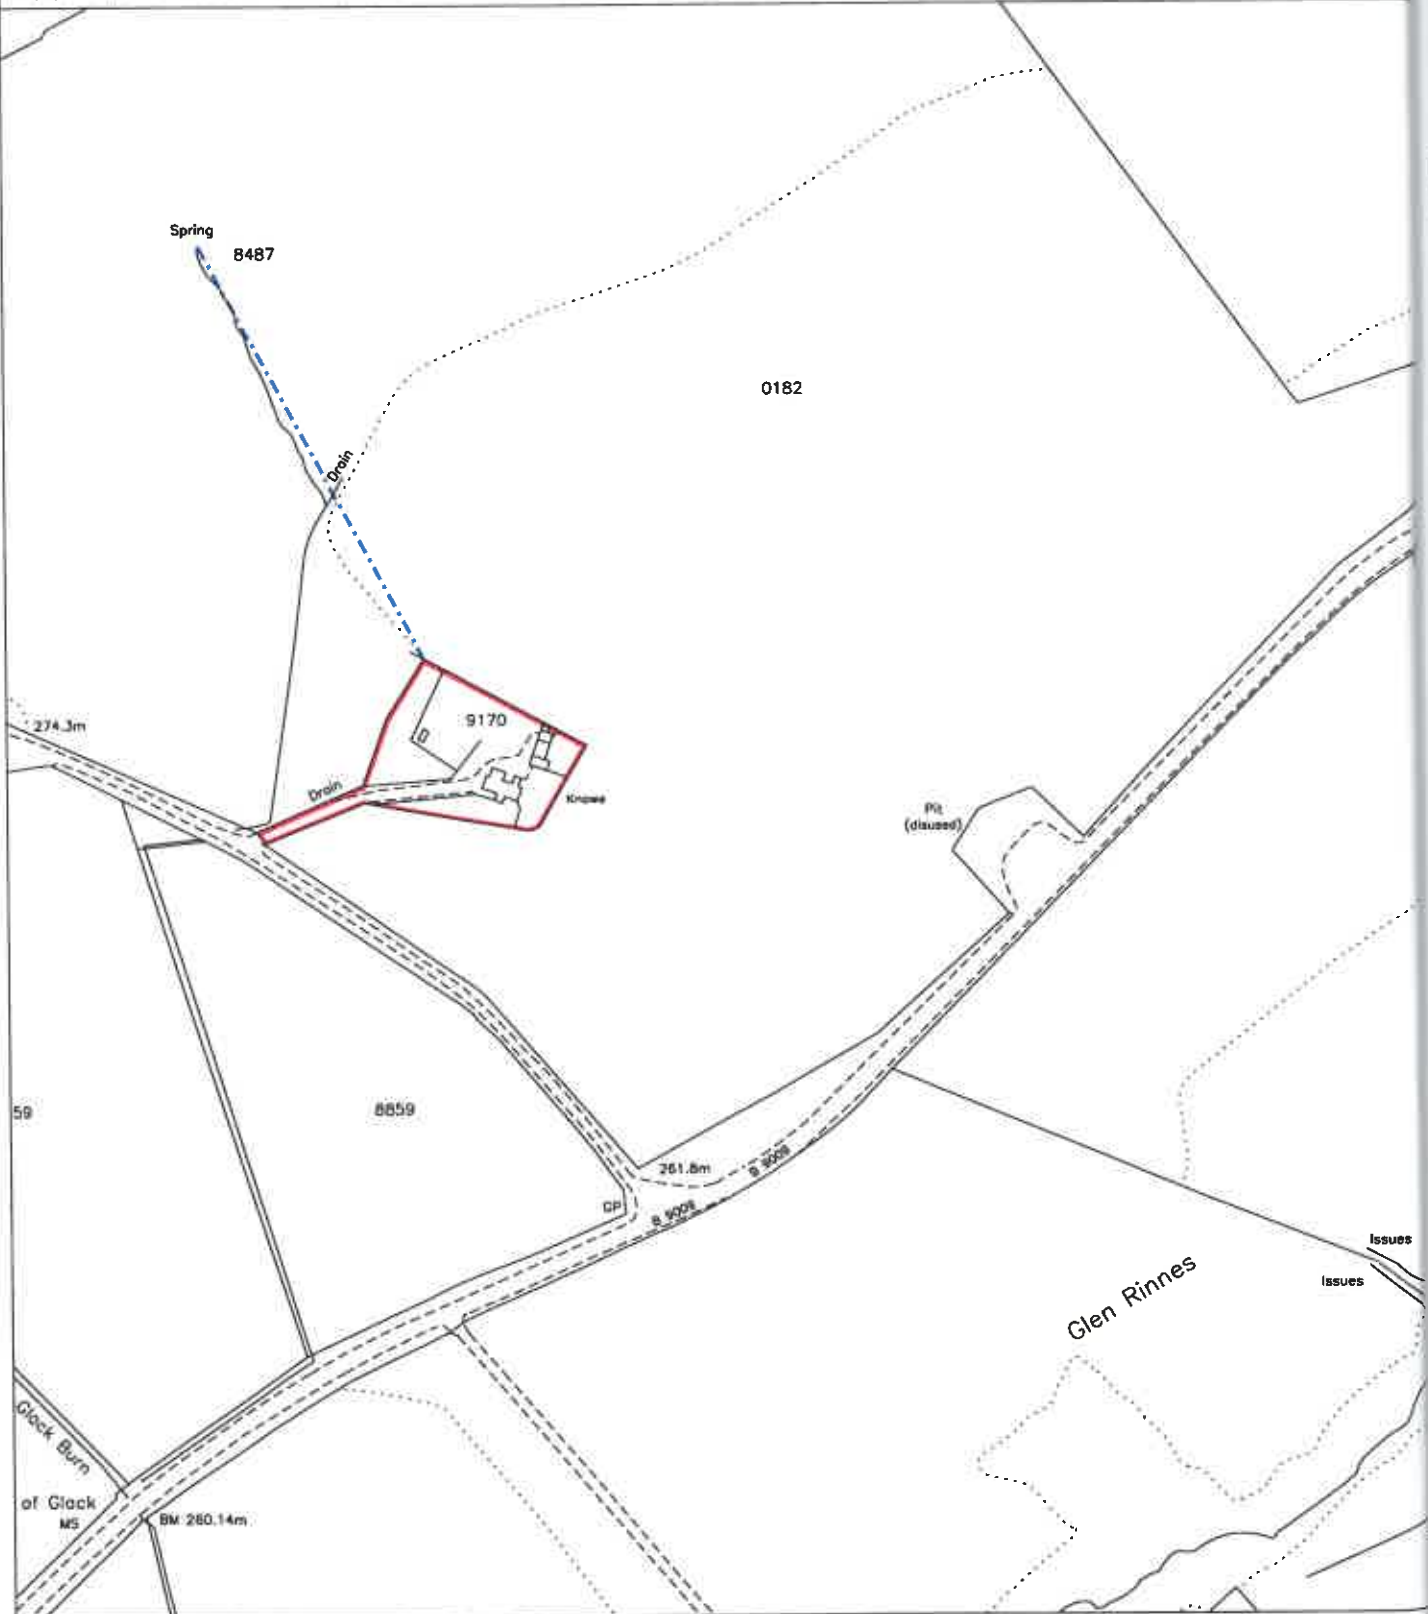 Spring
8487
0182
Drain
274.3m
9170
Drain
Knowe
Pit
(disused)
59
8859
261.8m
B 9009
GP
B 9009
Issues
Issues
Glen Rinnes
Glack Burn
of Glack
MS
BM 260.14m